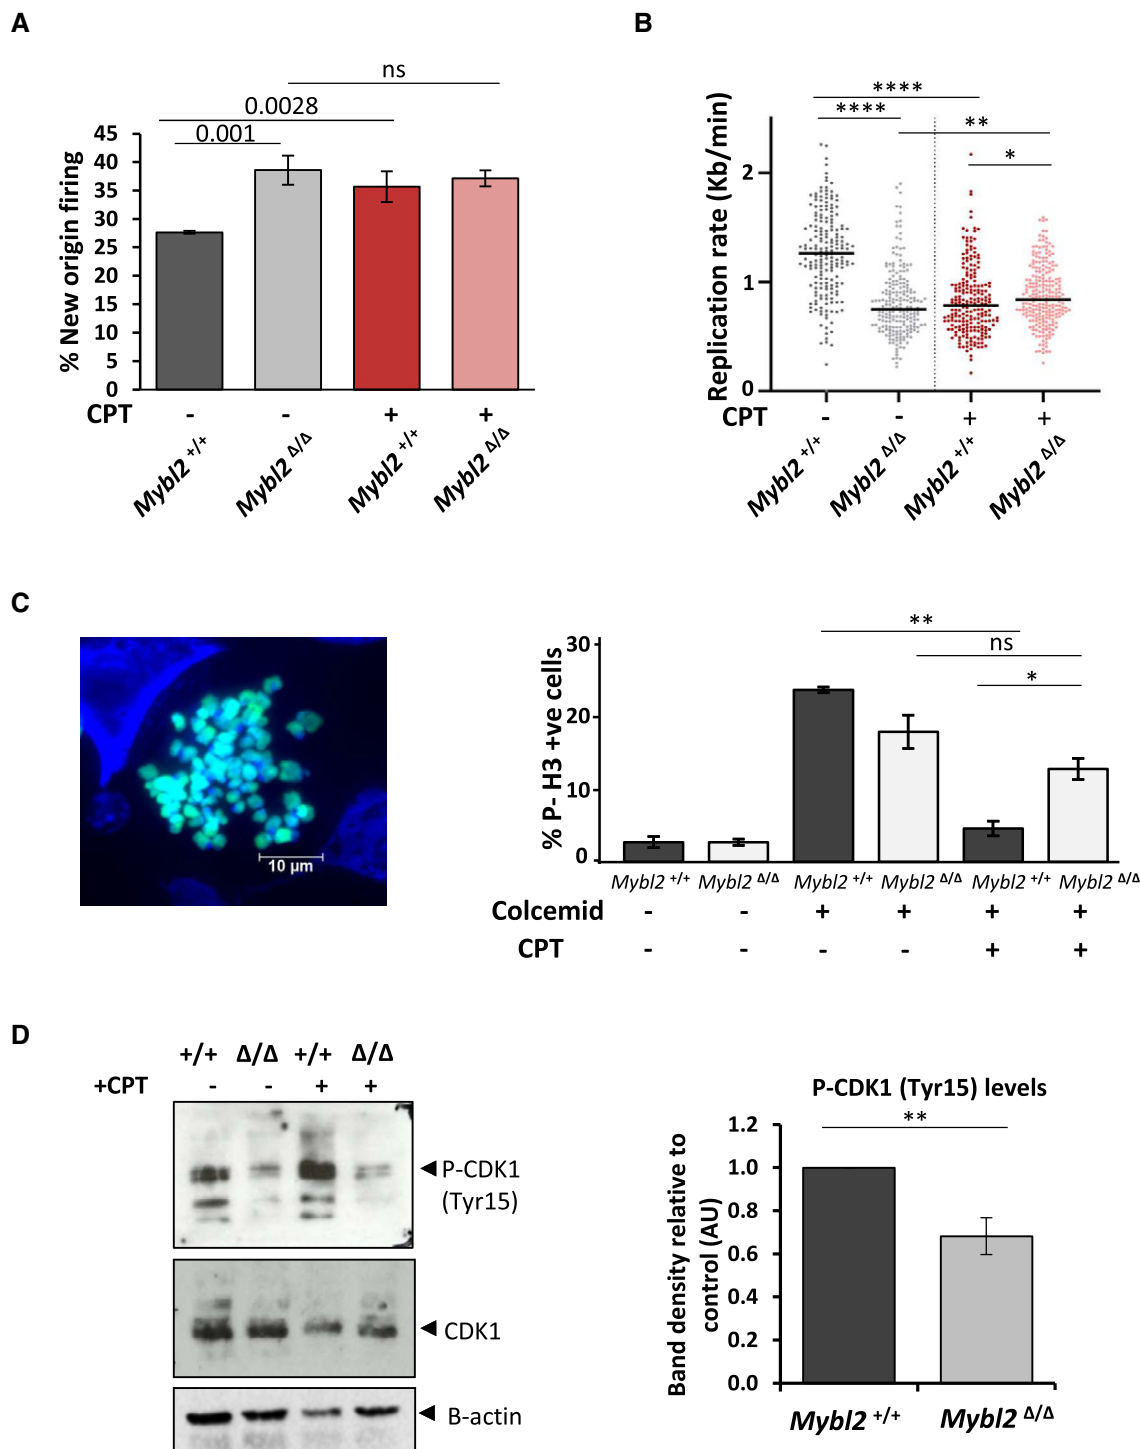 A
ns
0.0028
0.001
% New origin firing
45
40
35
30
25
20
15
10
5
0
CPT - - + +
Mybl2 +/+ Mybl2 Δ/Δ Mybl2 +/+ Mybl2 Δ/Δ
B
****
**** **
*
Replication rate (Kb/min)
2
1
0
CPT - - + +
Mybl2 +/+ Mybl2 Δ/Δ Mybl2 +/+ Mybl2 Δ/Δ
C
10 µm
**
ns
*
% P- H3 +ve cells
30
20
10
0
Mybl2 +/+ Mybl2 Δ/Δ Mybl2 +/+ Mybl2 Δ/Δ Mybl2 +/+ Mybl2 Δ/Δ
Colcemid - - + + + +
CPT - - - - + +
D
+/+ Δ/Δ +/+ Δ/Δ
+CPT - - + +
P-CDK1
(Tyr15)
CDK1
B-actin
P-CDK1 (Tyr15) levels
**
Band density relative to
control (AU)
1.2
1.0
0.8
0.6
0.4
0.2
0.0
Mybl2 +/+ Mybl2 Δ/Δ